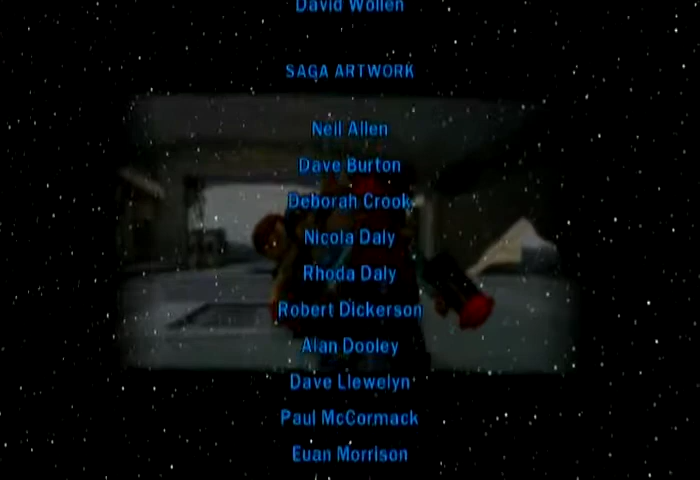 David Wollen
SAGA ARTWORK
Neil Allen
Dave Burton
Deborah Crook
Nicola Daly
Rhoda Daly
Robert Dickerson
Alan Dooley
Dave Llewelyn
Paul McCormack
Euan Morrison